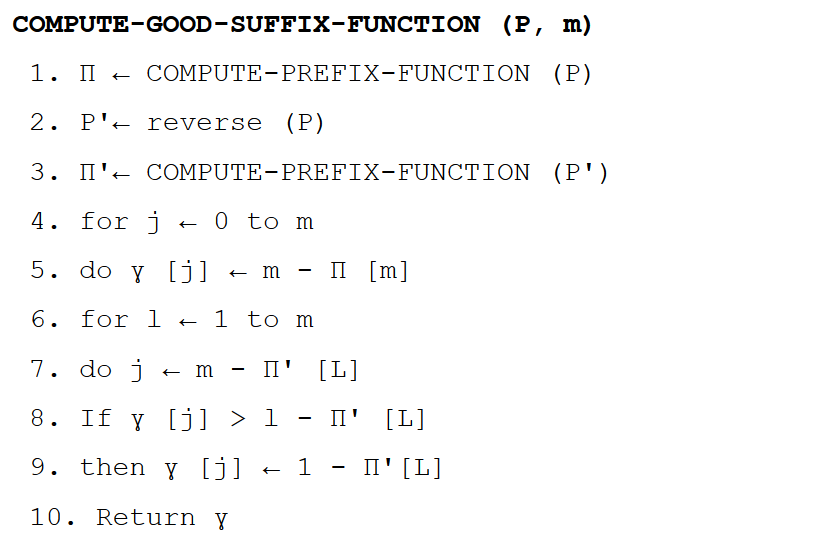 COMPUTE-GOOD-SUFFIX-FUNCTION (P, m)
1. Π ← COMPUTE-PREFIX-FUNCTION (P)
2. P'← reverse (P)
3. Π'← COMPUTE-PREFIX-FUNCTION (P')
4. for j ← 0 to m
5. do ɣ [j] ← m - Π [m]
6. for l ← 1 to m
7. do j ← m - Π' [L]
8. If ɣ [j] > l - Π' [L]
9. then ɣ [j] ← 1 - Π'[L]
10. Return ɣ